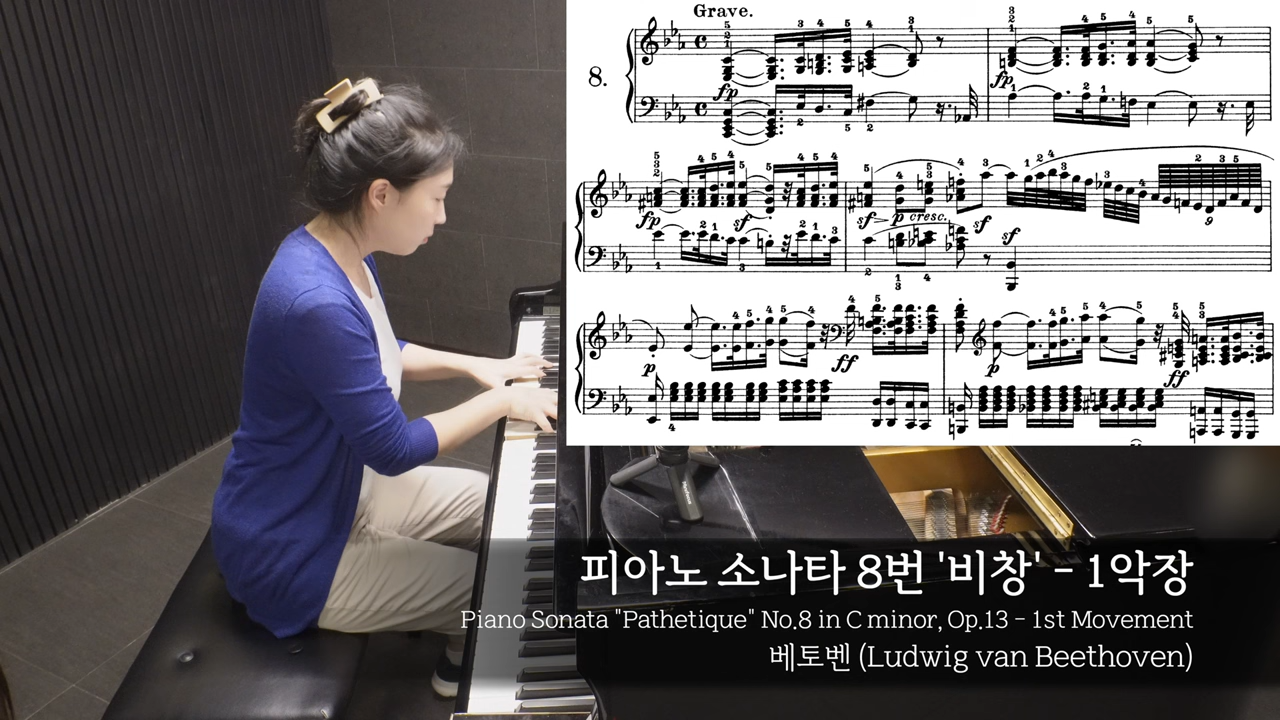 Grave.
8.
fp
fp
fp
sf
sf
p cresc.
sf
sf
p
ff
p
ff
피아노 소나타 8번 '비창' - 1악장
Piano Sonata "Pathetique" No.8 in C minor, Op.13 - 1st Movement
베토벤 (Ludwig van Beethoven)